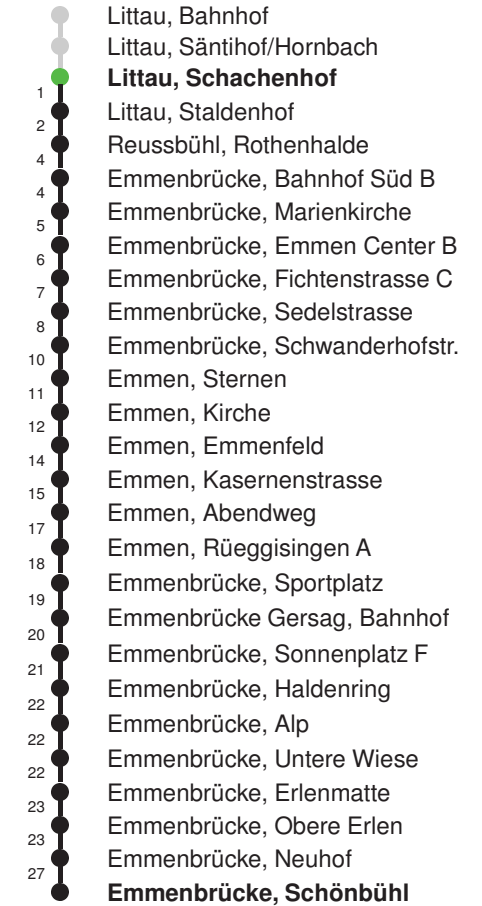 Littau, Bahnhof
Littau, Säntihof/Hornbach
Littau, Schachenhof
1 Littau, Staldenhof
2 Reussbühl, Rothenhalde
4 Emmenbrücke, Bahnhof Süd B
4 Emmenbrücke, Marienkirche
5 Emmenbrücke, Emmen Center B
6 Emmenbrücke, Fichtenstrasse C
7 Emmenbrücke, Sedelstrasse
8 Emmenbrücke, Schwanderhofstr.
10 Emmen, Sternen
11 Emmen, Kirche
12 Emmen, Emmenfeld
14 Emmen, Kasernenstrasse
15 Emmen, Abendweg
17 Emmen, Rüeggisingen A
18 Emmenbrücke, Sportplatz
19 Emmenbrücke Gersag, Bahnhof
20 Emmenbrücke, Sonnenplatz F
21 Emmenbrücke, Haldenring
22 Emmenbrücke, Alp
22 Emmenbrücke, Untere Wiese
22 Emmenbrücke, Erlenmatte
23 Emmenbrücke, Obere Erlen
23 Emmenbrücke, Neuhof
27 Emmenbrücke, Schönbühl